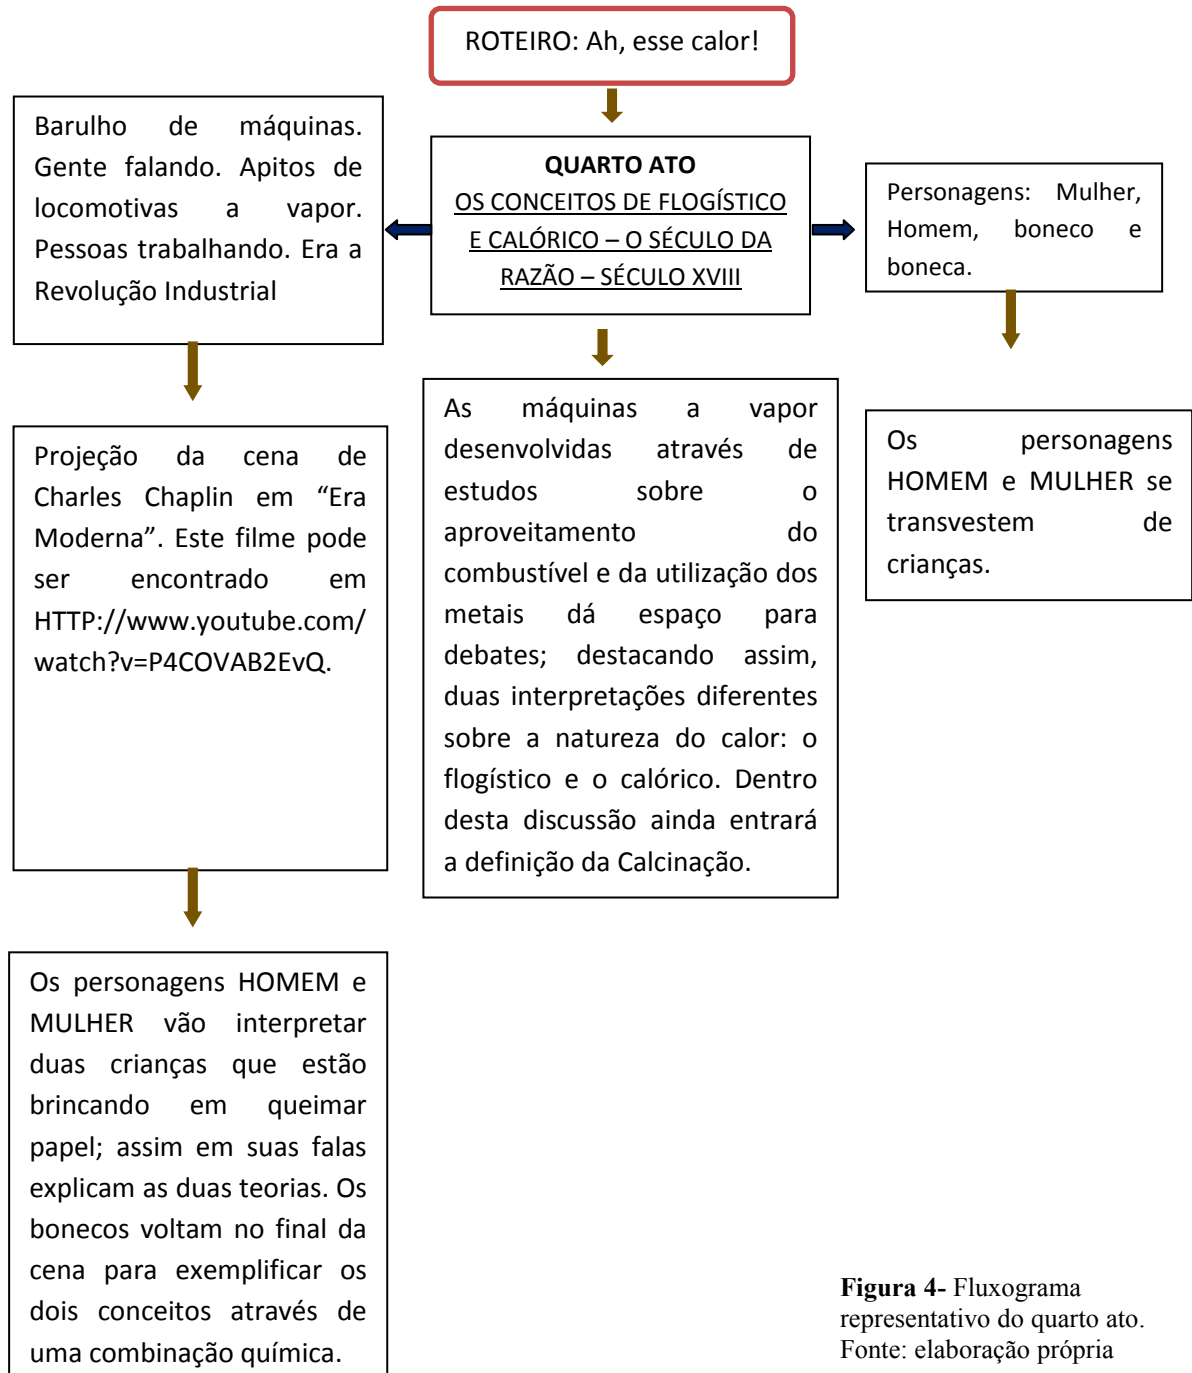 ROTEIRO: Ah, esse calor!
QUARTO ATO
OS CONCEITOS DE FLOGÍSTICO
E CALÓRICO – O SÉCULO DA
RAZÃO – SÉCULO XVIII
Barulho de máquinas.
Gente falando. Apitos de
locomotivas a vapor.
Pessoas trabalhando. Era a
Revolução Industrial
Personagens: Mulher,
Homem, boneco e
boneca.
Projeção da cena de
Charles Chaplin em “Era
Moderna”. Este filme pode
ser encontrado em
HTTP://www.youtube.com/
watch?v=P4COVAB2EvQ.
As máquinas a vapor
desenvolvidas através de
estudos sobre o
aproveitamento do
combustível e da utilização dos
metais dá espaço para
debates; destacando assim,
duas interpretações diferentes
sobre a natureza do calor: o
flogístico e o calórico. Dentro
desta discussão ainda entrará
a definição da Calcinação.
Os personagens
HOMEM e MULHER se
transvestem de
crianças.
Os personagens HOMEM e
MULHER vão interpretar
duas crianças que estão
brincando em queimar
papel; assim em suas falas
explicam as duas teorias. Os
bonecos voltam no final da
cena para exemplificar os
dois conceitos através de
uma combinação química.
Figura 4- Fluxograma
representativo do quarto ato.
Fonte: elaboração própria